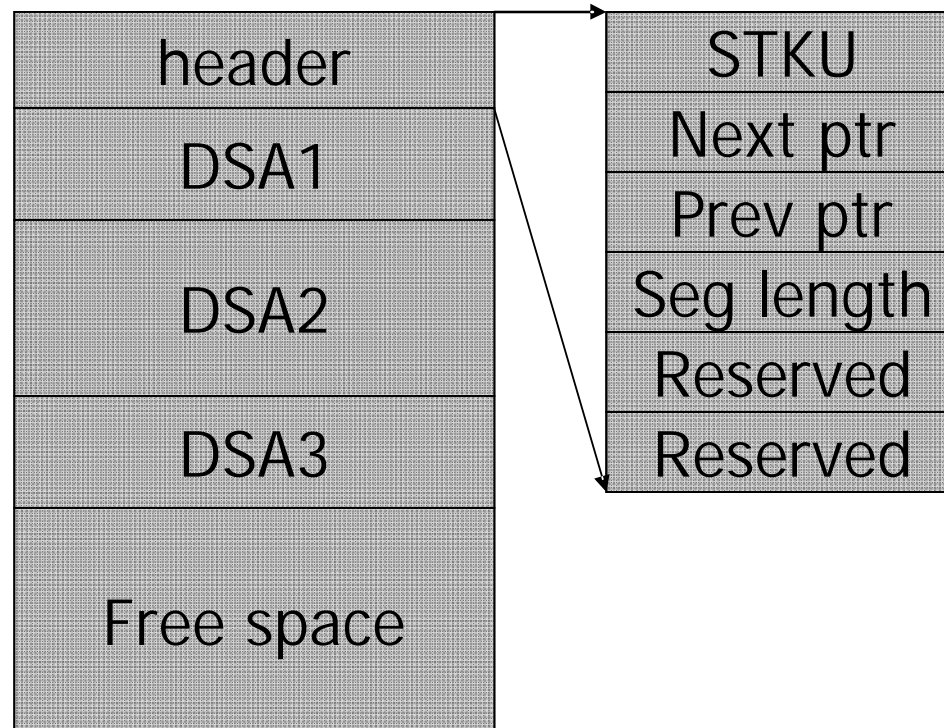 header
DSA1
DSA2
DSA3
Free space
STKU
Next ptr
Prev ptr
Seg length
Reserved
Reserved